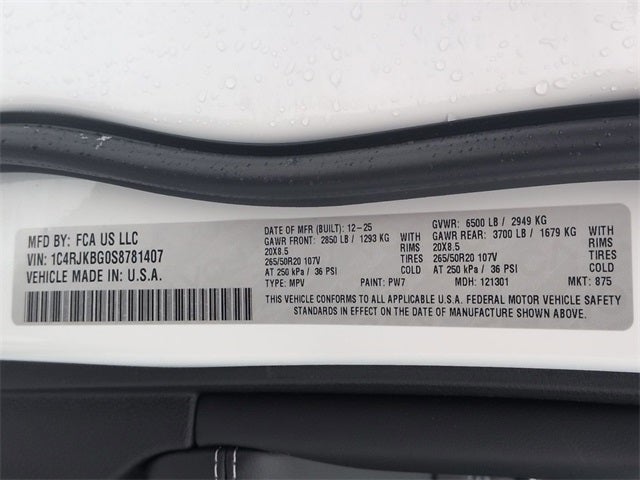 MFD BY: FCA US LLC
VIN: 1C4RJKBG0S8781407
VEHICLE MADE IN U.S.A.
DATE OF MFR (BUILT): 12-25
GAWR FRONT: 2850 LB / 1293 KG WITH
20X8.5 RIMS
265/50R20 107V TIRES
AT 250 kPa / 36 PSI COLD
TYPE: MPV PAINT: PW7
GVWR: 6500 LB / 2949 KG
GAWR REAR: 3700 LB / 1679 KG WITH
20X8.5 RIMS
265/50R20 107V TIRES
AT 250 kPa / 36 PSI COLD
MDH: 121301 MKT: 875
THIS VEHICLE CONFORMS TO ALL APPLICABLE U.S.A. FEDERAL MOTOR VEHICLE SAFETY
STANDARDS IN EFFECT ON THE DATE OF MANUFACTURE SHOWN ABOVE.